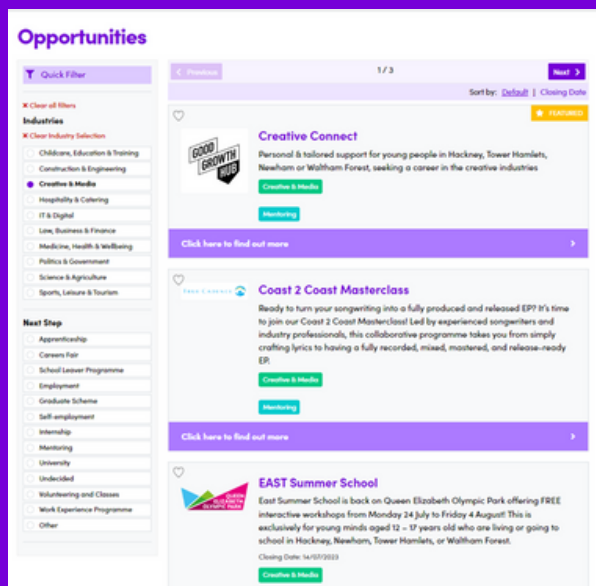 Opportunities
Quick Filter
✕ Clear all filters
Industries
✕ Clear Industry Selection
Childcare, Education & Training
Construction & Engineering
Creative & Media
Hospitality & Catering
IT & Digital
Law, Business & Finance
Medicine, Health & Wellbeing
Politics & Government
Science & Agriculture
Sports, Leisure & Tourism
Next Step
Apprenticeship
Careers Fair
School Leaver Programme
Employment
Graduate Scheme
Self-employment
Internship
Mentoring
University
Undecided
Volunteering and Classes
Work Experience Programme
Other
< Previous
1 / 3
Next >
Sort by: Default | Closing Date
★ FEATURED
GOOD
GROWTH
HUB
Creative Connect
Personal & tailored support for young people in Hackney, Tower Hamlets,
Newham or Waltham Forest, seeking a career in the creative industries
Creative & Media
Mentoring
Click here to find out more >
Coast 2 Coast Masterclass
Ready to turn your songwriting into a fully produced and released EP? It's time
to join our Coast 2 Coast Masterclass! Led by experienced songwriters and
industry professionals, this collaborative programme takes you from simply
crafting lyrics to having a fully recorded, mixed, mastered, and release-ready
EP.
Creative & Media
Mentoring
Click here to find out more >
QUEEN
ELIZABETH
OLYMPIC PARK
EAST Summer School
East Summer School is back on Queen Elizabeth Olympic Park offering FREE
interactive workshops from Monday 24 July to Friday 4 August! This is
exclusively for young minds aged 12 – 17 years old who are living or going to
school in Hackney, Newham, Tower Hamlets, or Waltham Forest.
Closing Date: 14/07/2023
Creative & Media